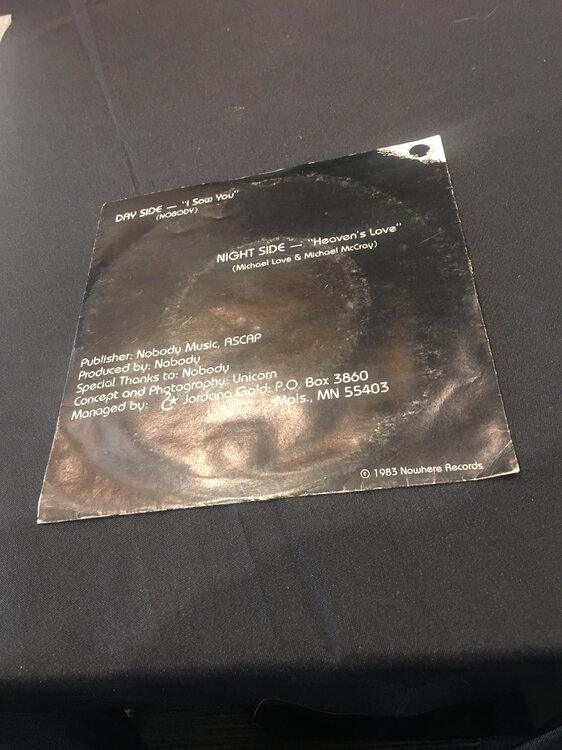 DAY SIDE — "I Saw You"
(NOBODY)
NIGHT SIDE — "Heaven's Love"
(Michael Love & Michael McCray)
Publisher: Nobody Music, ASCAP
Produced by: Nobody
Special Thanks to: Nobody
Concept and Photography: Unicorn
Managed by: Jordana Gold: P.O. Box 3860
Mpls., MN 55403
© 1983 Nowhere Records